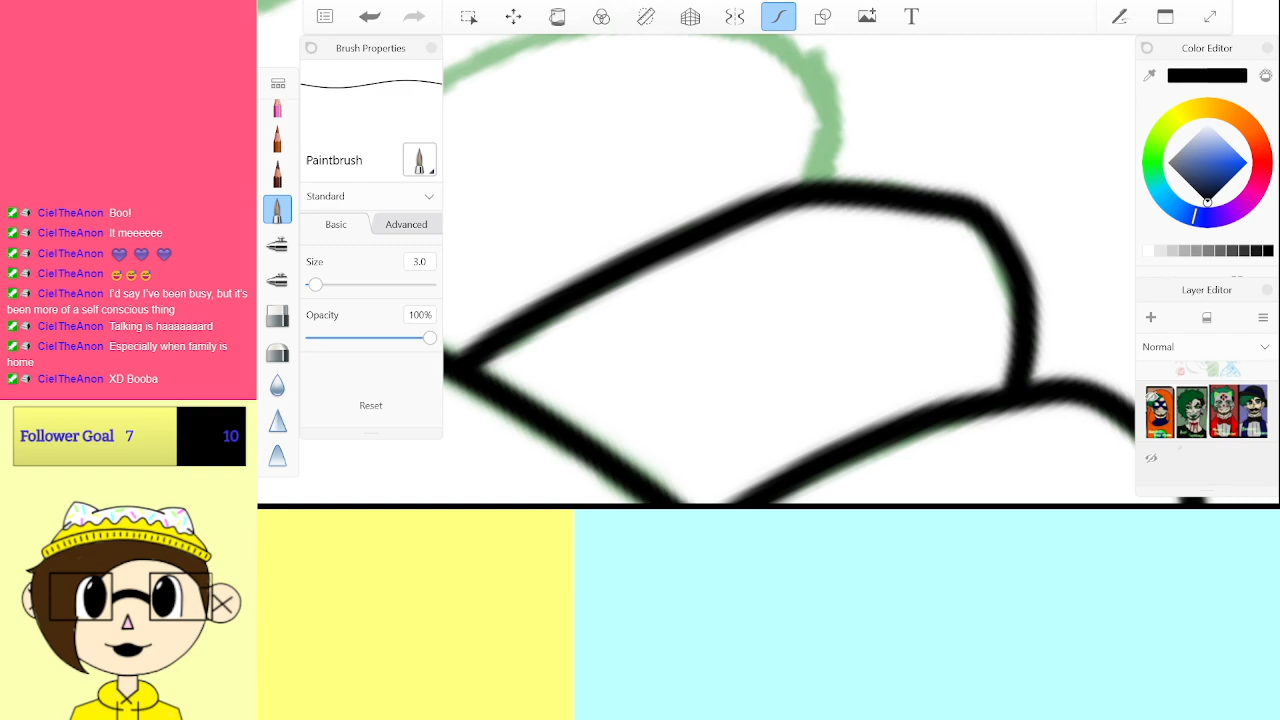 CielTheAnon Boo!
CielTheAnon It meeeeee
CielTheAnon 💜 💜 💜
CielTheAnon 😅 😅 😅
CielTheAnon I'd say I've been busy, but it's
been more of a self conscious thing
CielTheAnon Talking is haaaaaaard
CielTheAnon Especially when family is
home
CielTheAnon XD Booba
Follower Goal 7 10
T
Brush Properties
Paintbrush
Standard
Basic Advanced
Size 3.0
Opacity 100%
Reset
Color Editor
Layer Editor
Normal